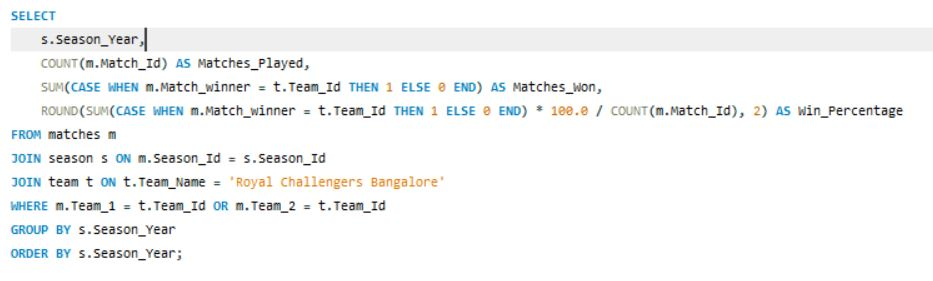 SELECT
s.Season_Year,
COUNT(m.Match_Id) AS Matches_Played,
SUM(CASE WHEN m.Match_winner = t.Team_Id THEN 1 ELSE 0 END) AS Matches_Won,
ROUND(SUM(CASE WHEN m.Match_winner = t.Team_Id THEN 1 ELSE 0 END) * 100.0 / COUNT(m.Match_Id), 2) AS Win_Percentage
FROM matches m
JOIN season s ON m.Season_Id = s.Season_Id
JOIN team t ON t.Team_Name = 'Royal Challengers Bangalore'
WHERE m.Team_1 = t.Team_Id OR m.Team_2 = t.Team_Id
GROUP BY s.Season_Year
ORDER BY s.Season_Year;